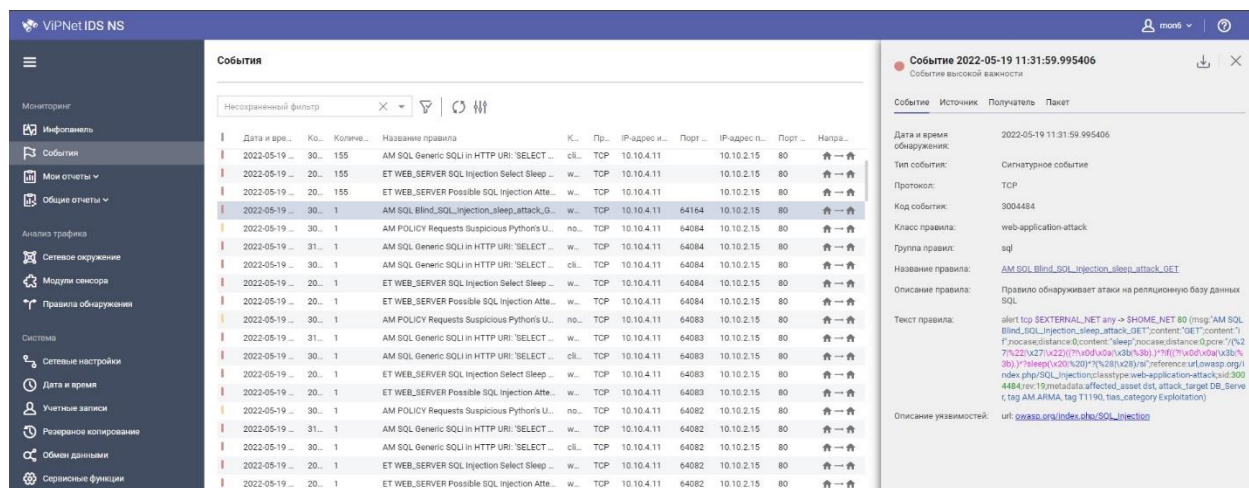 ViPNet IDS NS
mon6
Мониторинг
Инфопанель
События
Мои отчеты
Общие отчеты
Анализ трафика
Сетевое окружение
Модули сенсора
Правила обнаружения
Система
Сетевые настройки
Дата и время
Учетные записи
Резервное копирование
Обмен данными
Сервисные функции
События
Несохраненный фильтр
Дата и вре... Ко... Количе... Название правила К... Пр... IP-адрес и... Порт ... IP-адрес п... Порт ... Напра...
2022-05-19 ... 30... 155 AM SQL Generic SQLi in HTTP URI: 'SELECT ... cli... TCP 10.10.4.11 10.10.2.15 80
2022-05-19 ... 20... 155 ET WEB_SERVER SQL Injection Select Sleep ... w... TCP 10.10.4.11 10.10.2.15 80
2022-05-19 ... 20... 155 ET WEB_SERVER Possible SQL Injection Atte... w... TCP 10.10.4.11 10.10.2.15 80
2022-05-19 ... 30... 1 AM SQL Blind_SQL_Injection_sleep_attack_G... w... TCP 10.10.4.11 64164 10.10.2.15 80
2022-05-19 ... 30... 1 AM POLICY Requests Suspicious Python's U... no... TCP 10.10.4.11 64084 10.10.2.15 80
2022-05-19 ... 31... 1 AM SQL Generic SQLi in HTTP URI: 'SELECT ... w... TCP 10.10.4.11 64084 10.10.2.15 80
2022-05-19 ... 30... 1 AM SQL Generic SQLi in HTTP URI: 'SELECT ... cli... TCP 10.10.4.11 64084 10.10.2.15 80
2022-05-19 ... 20... 1 ET WEB_SERVER SQL Injection Select Sleep ... w... TCP 10.10.4.11 64084 10.10.2.15 80
2022-05-19 ... 20... 1 ET WEB_SERVER Possible SQL Injection Atte... w... TCP 10.10.4.11 64084 10.10.2.15 80
2022-05-19 ... 30... 1 AM POLICY Requests Suspicious Python's U... no... TCP 10.10.4.11 64083 10.10.2.15 80
2022-05-19 ... 31... 1 AM SQL Generic SQLi in HTTP URI: 'SELECT ... w... TCP 10.10.4.11 64083 10.10.2.15 80
2022-05-19 ... 30... 1 AM SQL Generic SQLi in HTTP URI: 'SELECT ... cli... TCP 10.10.4.11 64083 10.10.2.15 80
2022-05-19 ... 20... 1 ET WEB_SERVER SQL Injection Select Sleep ... w... TCP 10.10.4.11 64083 10.10.2.15 80
2022-05-19 ... 20... 1 ET WEB_SERVER Possible SQL Injection Atte... w... TCP 10.10.4.11 64083 10.10.2.15 80
2022-05-19 ... 30... 1 AM POLICY Requests Suspicious Python's U... no... TCP 10.10.4.11 64082 10.10.2.15 80
2022-05-19 ... 31... 1 AM SQL Generic SQLi in HTTP URI: 'SELECT ... w... TCP 10.10.4.11 64082 10.10.2.15 80
2022-05-19 ... 30... 1 AM SQL Generic SQLi in HTTP URI: 'SELECT ... cli... TCP 10.10.4.11 64082 10.10.2.15 80
2022-05-19 ... 20... 1 ET WEB_SERVER SQL Injection Select Sleep ... w... TCP 10.10.4.11 64082 10.10.2.15 80
2022-05-19 ... 20... 1 ET WEB_SERVER Possible SQL Injection Atte... w... TCP 10.10.4.11 64082 10.10.2.15 80
Событие 2022-05-19 11:31:59.995406
Событие высокой важности
Событие Источник Получатель Пакет
Дата и время 2022-05-19 11:31:59.995406
обнаружения:
Тип события: Сигнатурное событие
Протокол: TCP
Код события: 3004484
Класс правила: web-application-attack
Группа правил: sql
Название правила: AM SQL Blind_SQL_Injection_sleep_attack_GET
Описание правила: Правило обнаруживает атаки на реляционную базу данных
SQL
Текст правила: alert tcp $EXTERNAL_NET any -> $HOME_NET 80 (msg:"AM SQL
Blind_SQL_Injection_sleep_attack_GET";content:"GET";content:"i
f";nocase;distance:0;content:"sleep";nocase;distance:0;pcre:"/(%2
7|%22|\x27|\x22)((?!\x0d\x0a|\x3b|%3b).)*?if((?!\x0d\x0a|\x3b|%
3b).)*?sleep(\x20|%20)*?(%28|\x28)/si";reference:url,owasp.org/i
ndex.php/SQL_Injection;classtype:web-application-attack;sid:300
4484;rev:19;metadata:affected_asset dst, attack_target DB_Serve
r, tag AM.ARMA, tag T1190, tias_category Exploitation)
Описание уязвимостей: url: owasp.org/index.php/SQL_Injection